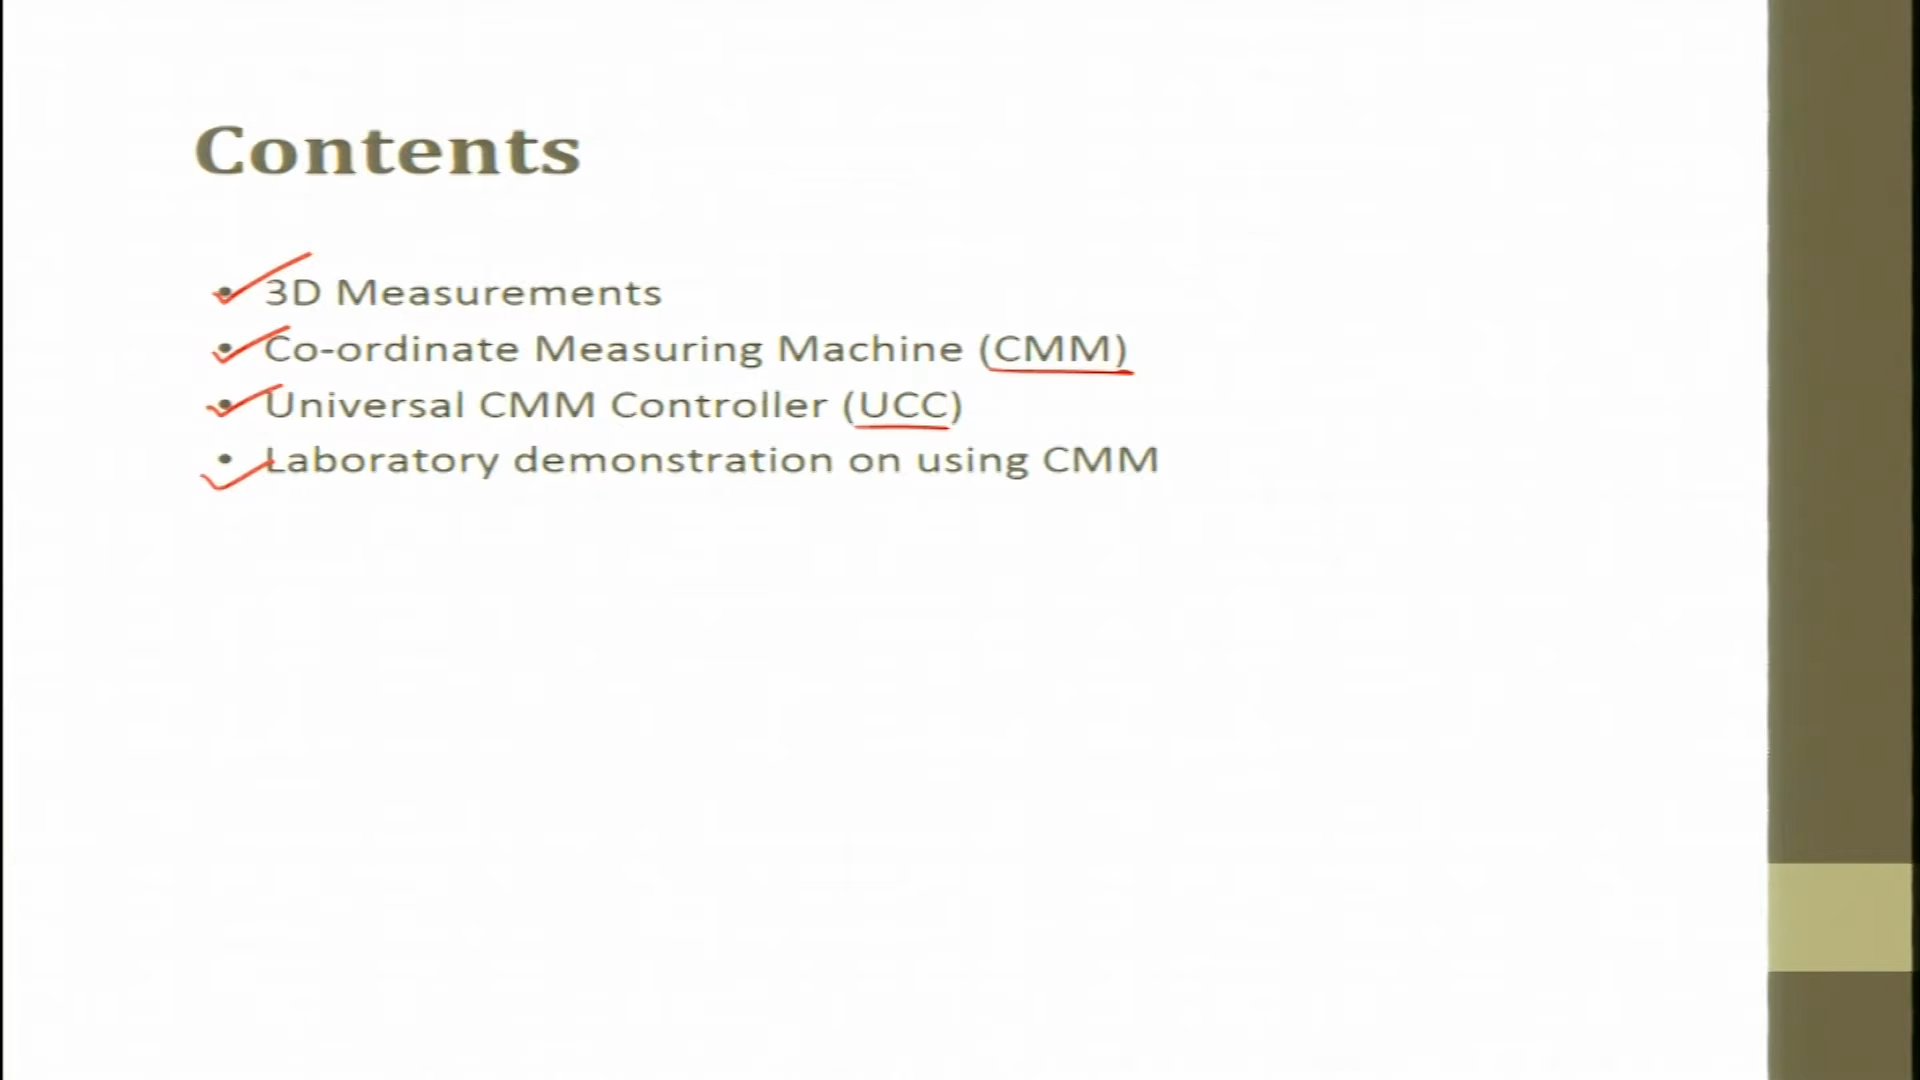 Contents
• 3D Measurements
• Co-ordinate Measuring Machine (CMM)
• Universal CMM Controller (UCC)
• Laboratory demonstration on using CMM